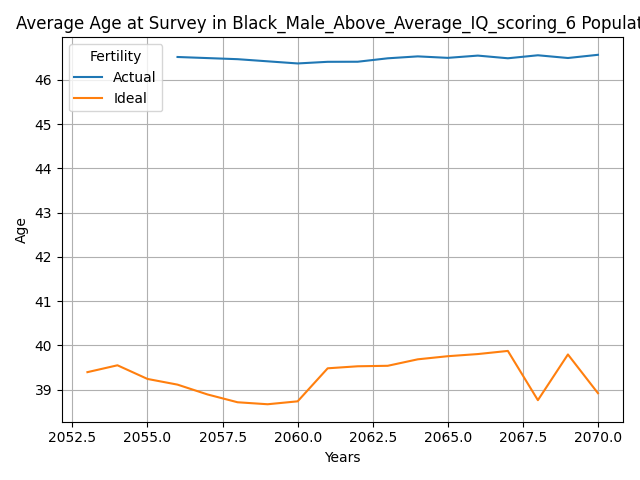 Average Age at Survey in Black_Male_Above_Average_IQ_scoring_6 Populat
Fertility
Actual
Ideal
46
45
44
43
42
41
40
39
Age
2052.5 2055.0 2057.5 2060.0 2062.5 2065.0 2067.5 2070.0
Years